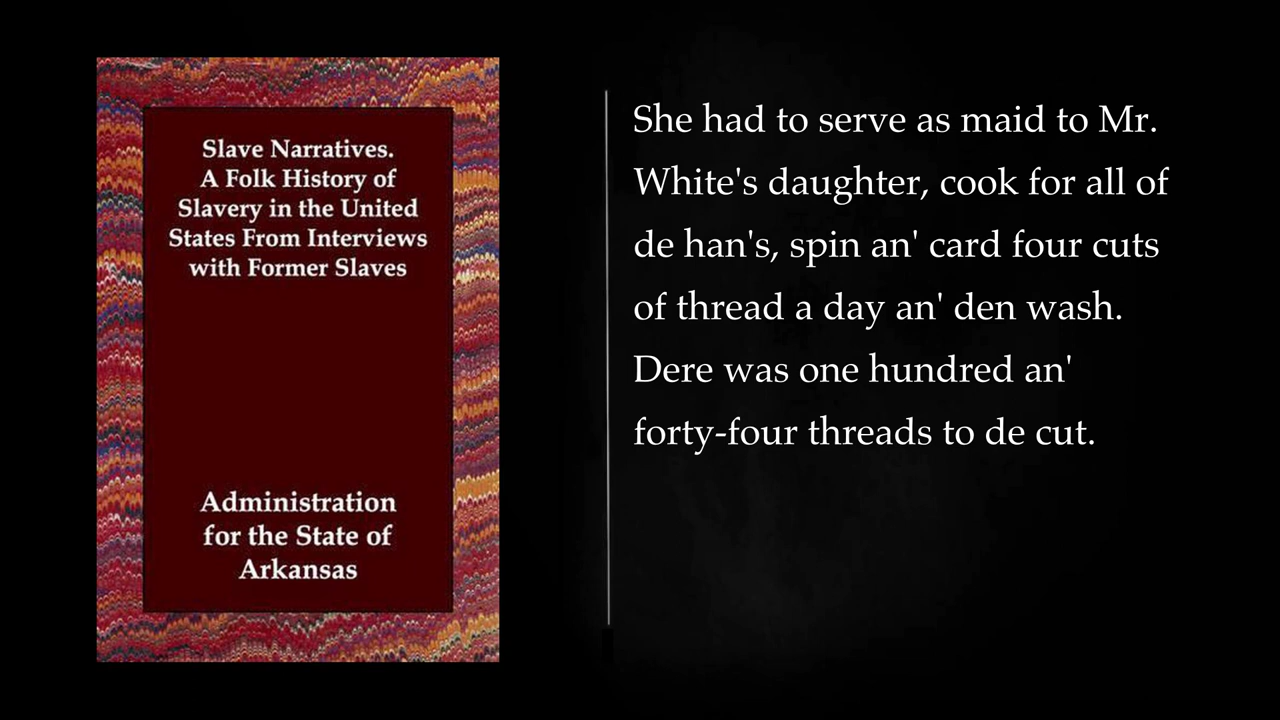 Slave Narratives.
A Folk History of
Slavery in the United
States From Interviews
with Former Slaves
Administration
for the State of
Arkansas
She had to serve as maid to Mr.
White's daughter, cook for all of
de han's, spin an' card four cuts
of thread a day an' den wash.
Dere was one hundred an'
forty-four threads to de cut.